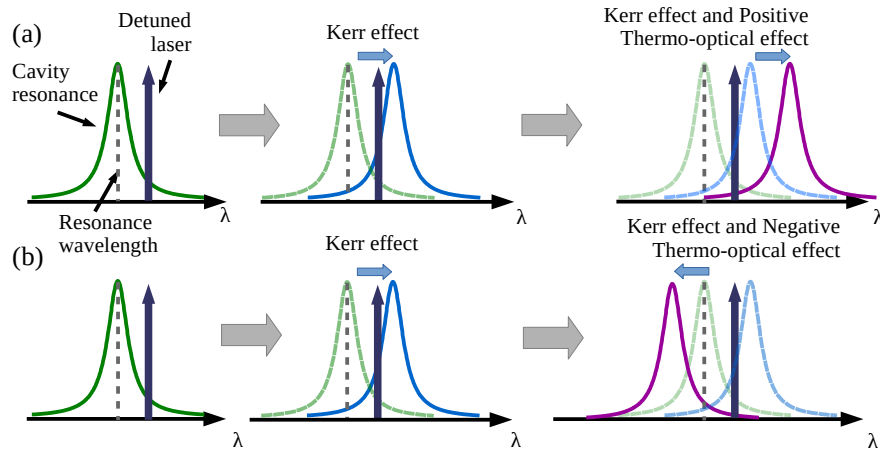 (a)
Detuned
laser
Cavity
resonance
Resonance
wavelength
λ
Kerr effect
λ
Kerr effect and Positive
Thermo-optical effect
λ
(b)
λ
Kerr effect
λ
Kerr effect and Negative
Thermo-optical effect
λ